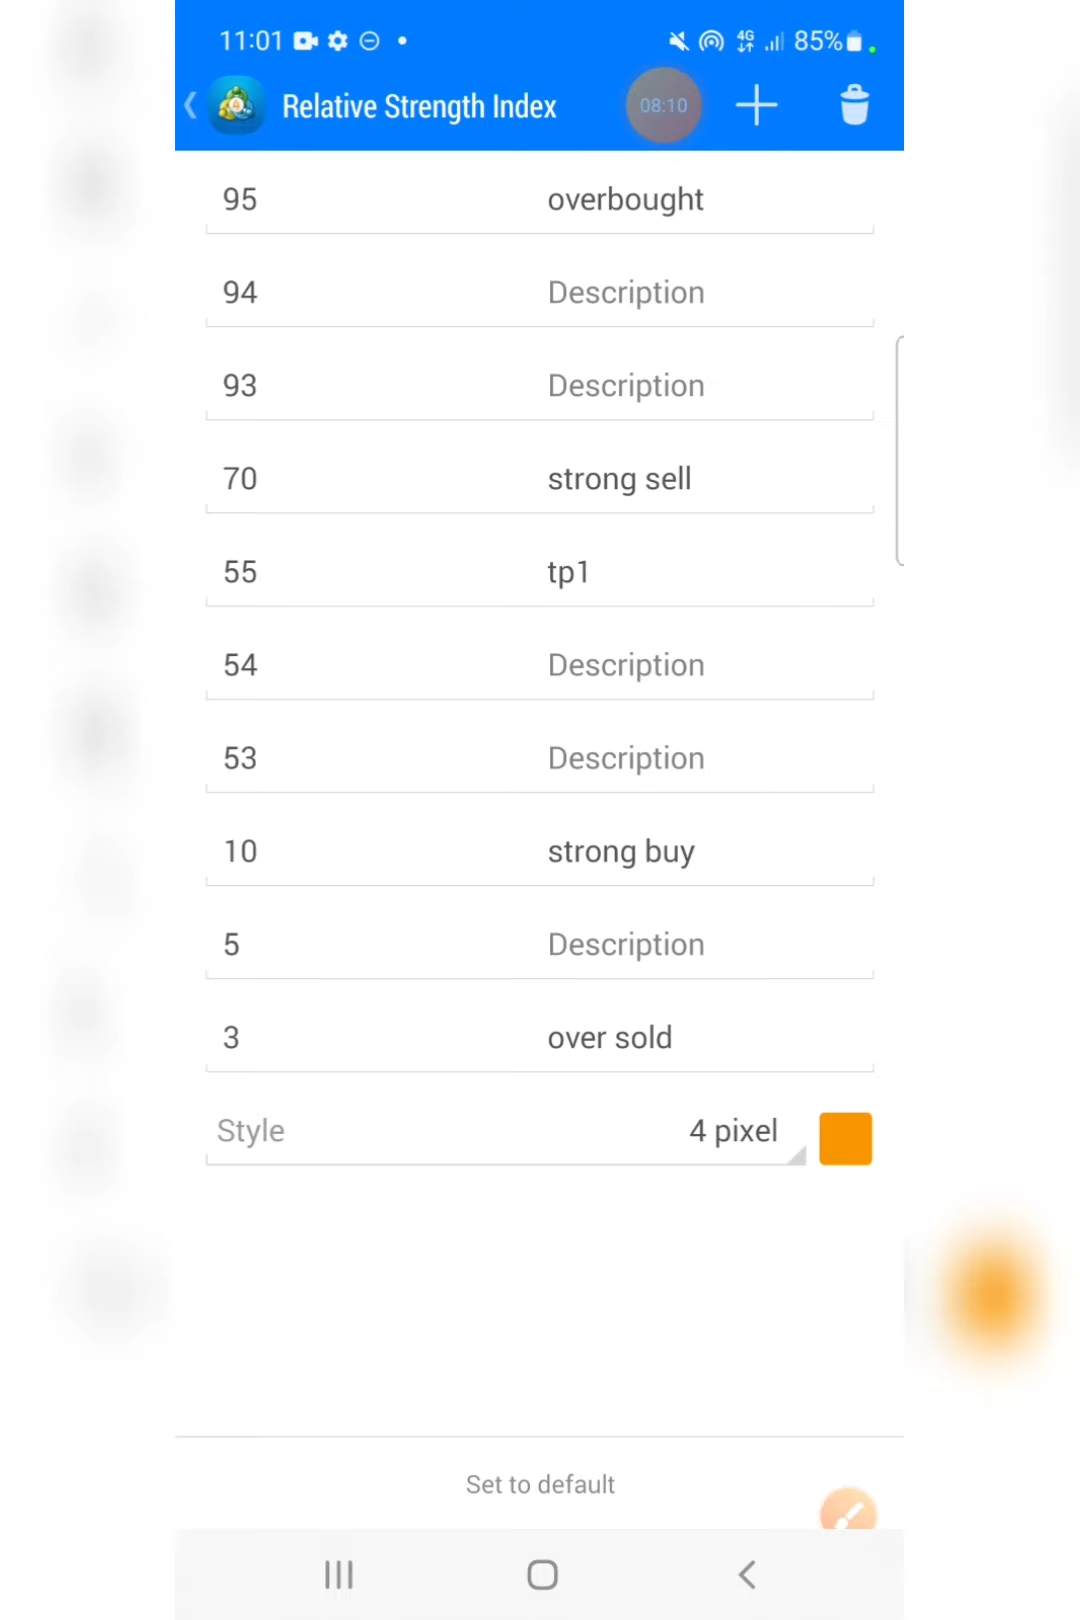 11:01 4G 85%
Relative Strength Index 08:10
95 overbought
94 Description
93 Description
70 strong sell
55 tp1
54 Description
53 Description
10 strong buy
5 Description
3 over sold
Style 4 pixel
Set to default